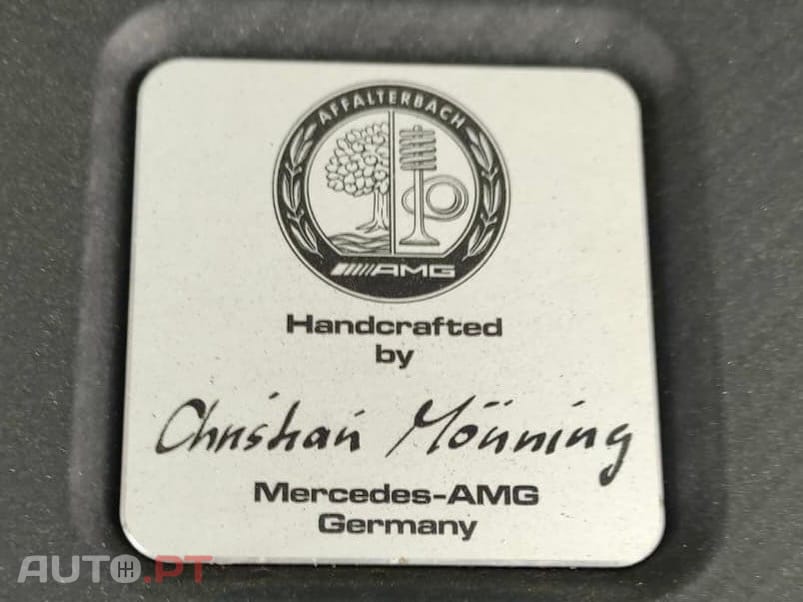 AFFALTERBACH
AMG
Handcrafted
by
Christian Mönning
Mercedes-AMG
Germany
AUTO.PT